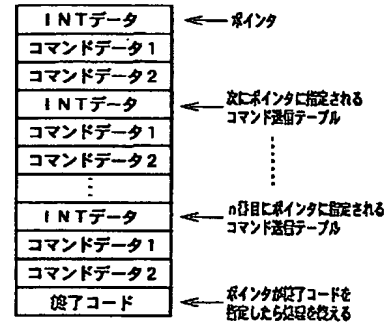 INTデータ
ポインタ
コマンドデータ1
コマンドデータ2
INTデータ
次にポインタに指定される
コマンド送信テーブル
コマンドデータ1
コマンドデータ2
INTデータ
n行目にポインタに指定される
コマンド送信テーブル
コマンドデータ1
コマンドデータ2
終了コード
ポインタが終了コードを
指定したら処理を終える